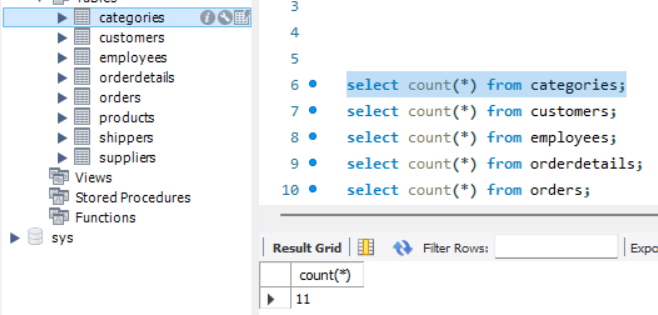 Tables
categories
customers
employees
orderdetails
orders
products
shippers
suppliers
Views
Stored Procedures
Functions
sys
3
4
5
6 select count(*) from categories;
7 select count(*) from customers;
8 select count(*) from employees;
9 select count(*) from orderdetails;
10 select count(*) from orders;
Result Grid Filter Rows: Expo
count(*)
11